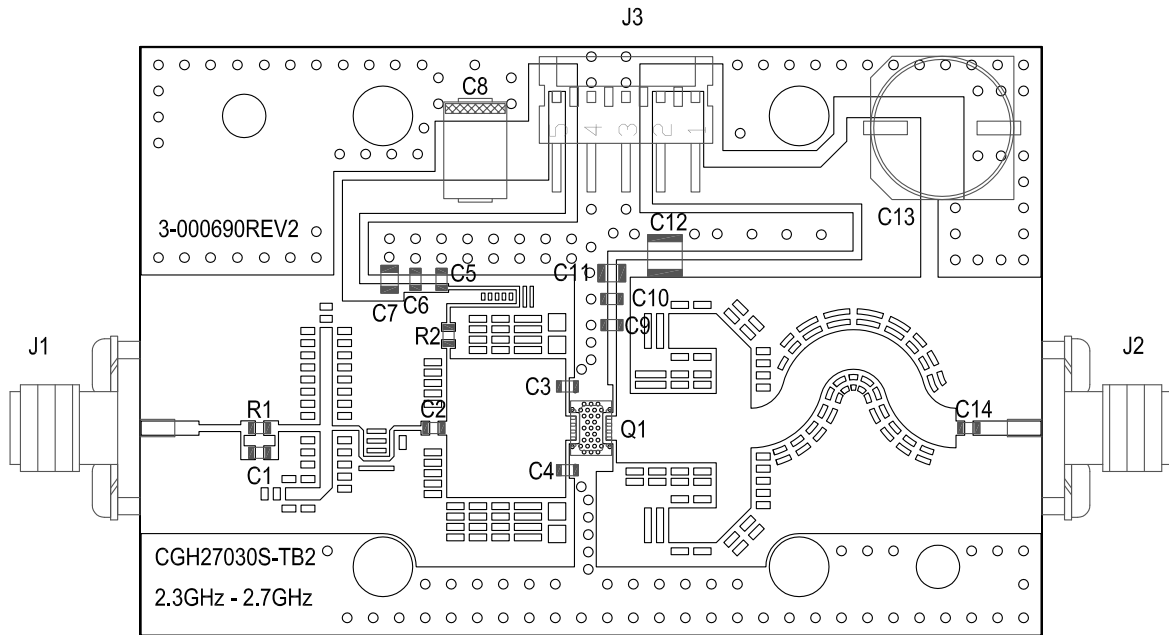 J3
C8
5 4 3 2 1
3-000690REV2
C12
C13
C11
C5
C6
C7
C10
C9
R2
J1
J2
C3
R1
C2
Q1
C14
C1
C4
CGH27030S-TB2
2.3GHz - 2.7GHz